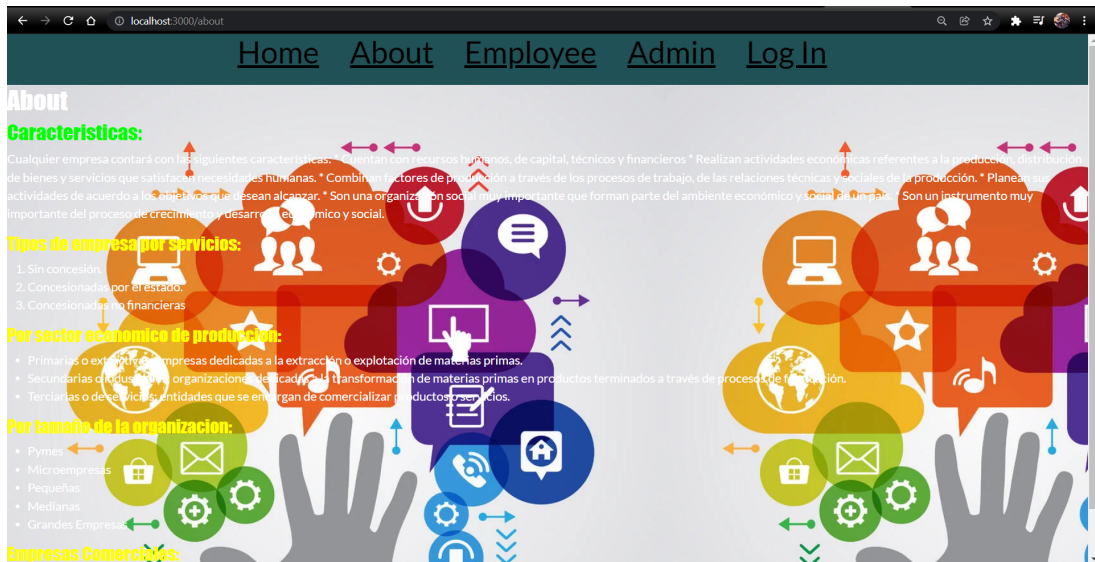 localhost:3000/about
Home About Employee Admin Log In
About
Caracteristicas:
Cualquier empresa contará con las siguientes características: * Cuentan con recursos humanos, de capital, técnicos y financieros * Realizan actividades económicas referentes a la producción, distribución
de bienes y servicios que satisfacen necesidades humanas. * Combinan factores de producción a través de los procesos de trabajo, de las relaciones técnicas y sociales de la producción. * Planean sus
actividades de acuerdo a los objetivos que desean alcanzar. * Son una organización social muy importante que forman parte del ambiente económico y social de un país. * Son un instrumento muy
importante del proceso de crecimiento y desarrollo económico y social.
Tipos de empresa por servicios:
1. Sin concesión.
2. Concesionadas por el estado.
3. Concesionadas no financieras
Por sector economico de produccion:
• Primarias o extractivas: empresas dedicadas a la extracción o explotación de materias primas.
• Secundarias o industriales: organizaciones dedicadas a la transformación de materias primas en productos terminados a través de procesos de
• Terciarias o de servicios: entidades que se encargan de comercializar productos o servicios.
Por tamaño de la organizacion:
• Pymes
• Microempresas
• Pequeñas
• Medianas
• Grandes Empresas
Empresas Comerciales: